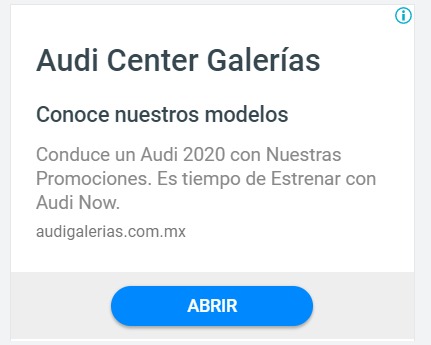 Audi Center Galerías
Conoce nuestros modelos
Conduce un Audi 2020 con Nuestras
Promociones. Es tiempo de Estrenar con
Audi Now.
audigalerias.com.mx
ABRIR